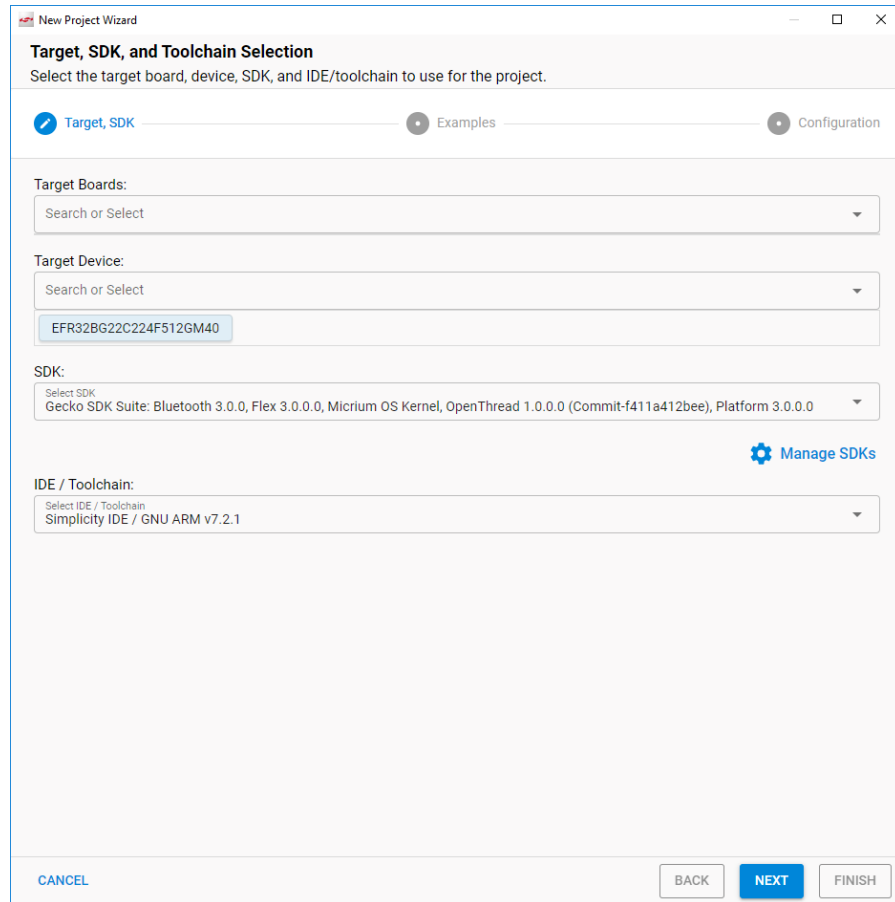 New Project Wizard
Target, SDK, and Toolchain Selection
Select the target board, device, SDK, and IDE/toolchain to use for the project.
Target, SDK
Examples
Configuration
Target Boards:
Search or Select
Target Device:
Search or Select
EFR32BG22C224F512GM40
SDK:
Select SDK
Gecko SDK Suite: Bluetooth 3.0.0, Flex 3.0.0.0, Micrium OS Kernel, OpenThread 1.0.0.0 (Commit-f411a412bee), Platform 3.0.0.0
Manage SDKs
IDE / Toolchain:
Select IDE / Toolchain
Simplicity IDE / GNU ARM v7.2.1
CANCEL
BACK
NEXT
FINISH